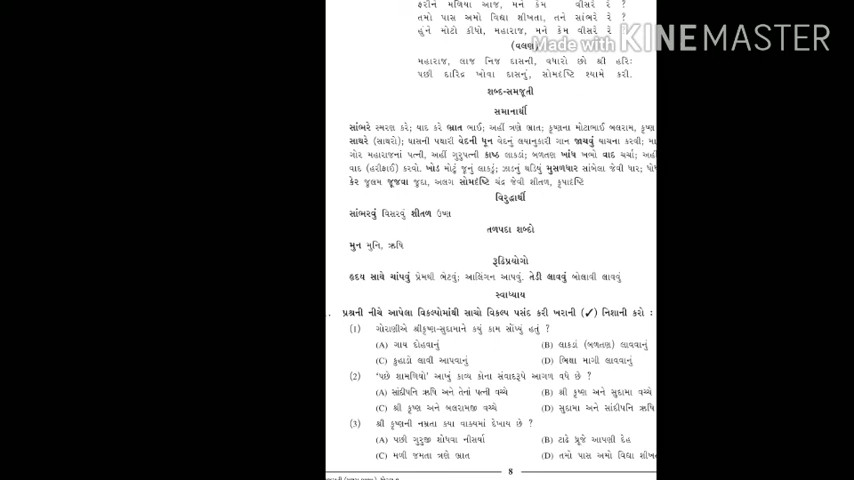 ફરીને મળિયા આજ, મને કેમ વીસરે રે ?
તમો પાસ અમો વિદ્યા શીખતા, તને સાંભરે રે ?
હુંને મોટો કીધો, મહારાજ, મને કેમ વીસરે રે
Made with KINEMASTER
(વલણ)
મહારાજ, લાજ નિજ દાસની, વધારો છો શ્રી હરિઃ
પછી દારિદ્ર ખોવા દાસનું, સોમદૃષ્ટિ શ્યામે કરી.
શબ્દ-સમજૂતી
સમાનાર્થી
સાંભરે સ્મરણ કરે; યાદ કરે ભ્રાત ભાઈ; અહીં ત્રણે ભ્રાત; કૃષ્ણના મોટાભાઈ બલરામ, કૃષ્ણ
સાથરે (સાથરો); ઘાસની પથારી વેદની ધૂન વેદનું લયાનુકારી ગાન જાચવું યાચના કરવી;
ગોર મહારાજનાં પત્ની, અહીં ગુરુપત્ની કાષ્ઠ લાકડાં; બળતણ ખાંધ ખભો વાદ ચર્ચા; અહીં
વાદ (હરીફાઈ) કરવો. ખોડ મોટું જૂનું લાકડું; ઝાડનું થડિયું મુસળધાર સાંબેલા જેવી ધાર;
કેર જુલમ જૂજવા જુદા, અલગ સોમદૃષ્ટિ ચંદ્ર જેવી શીતળ, કૃપાદૃષ્ટિ
વિરુદ્ધાર્થી
સાંભરવું વિસરવું શીતળ ઉષ્ણ
તળપદા શબ્દો
મુન મુનિ, ઋષિ
રૂઢિપ્રયોગો
હૃદય સાથે ચાંપવું પ્રેમથી ભેટવું; આલિંગન આપવું. તેડી લાવવું બોલાવી લાવવું
સ્વાધ્યાય
પ્રશ્નની નીચે આપેલા વિકલ્પોમાંથી સાચો વિકલ્પ પસંદ કરી ખરાની (✓) નિશાની કરો :
(1) ગોરાણીએ શ્રીકૃષ્ણ-સુદામાને કયું કામ સોંપ્યું હતું ?
(A) ગાય દોહવાનું (B) લાકડાં (બળતણ) લાવવાનું
(C) કુહાડો લાવી આપવાનું (D) ભિક્ષા માગી લાવવાનું
(2) 'પછે શામળિયો' આખું કાવ્ય કોના સંવાદરૂપે આગળ વધે છે ?
(A) સાંદીપનિ ઋષિ અને તેનાં પત્ની વચ્ચે (B) શ્રી કૃષ્ણ અને સુદામા વચ્ચે
(C) શ્રી કૃષ્ણ અને બલરામજી વચ્ચે (D) સુદામા અને સાંદીપનિ ઋષિ
(3) શ્રી કૃષ્ણની નમ્રતા કયા વાક્યમાં દેખાય છે ?
(A) પછી ગુરુજી શોધવા નીસર્યા (B) ટાઢે ધ્રૂજે આપણી દેહ
(C) મળી જમતા ત્રણે ભ્રાત (D) તમો પાસ અમો વિદ્યા
8